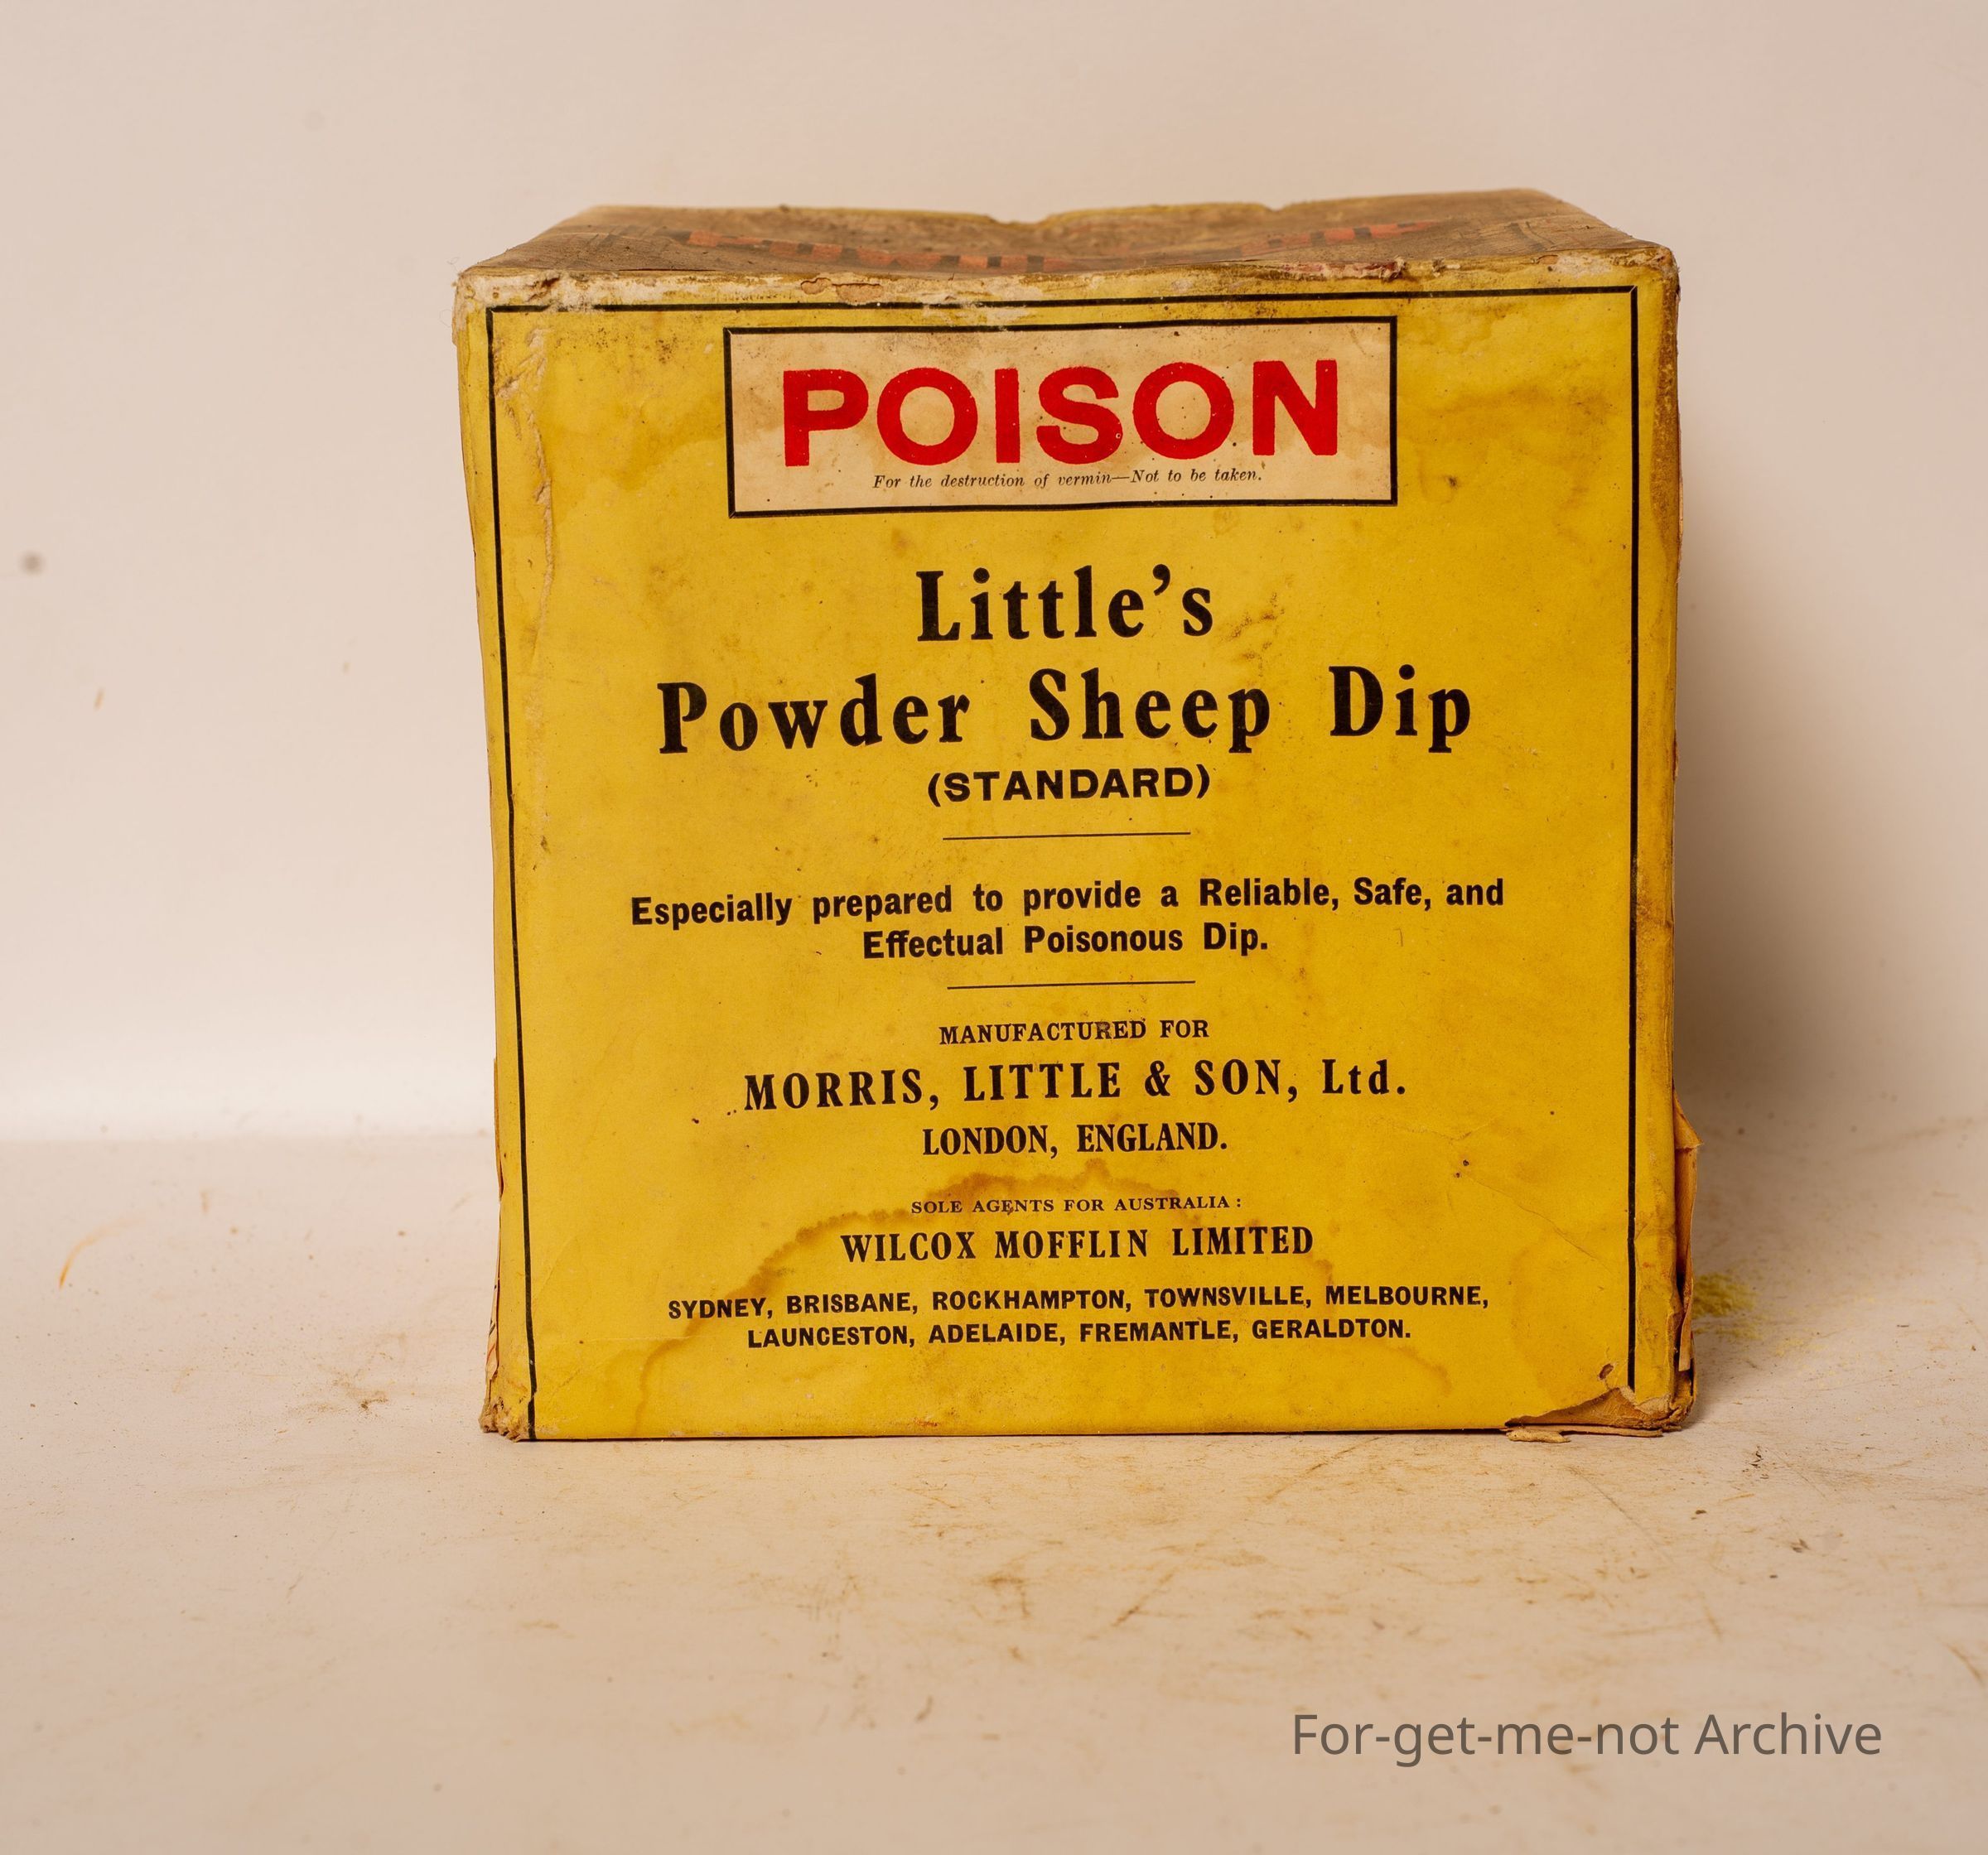 POISON
For the destruction of vermin—Not to be taken.
Little's
Powder Sheep Dip
(STANDARD)
Especially prepared to provide a Reliable, Safe, and
Effectual Poisonous Dip.
MANUFACTURED FOR
MORRIS, LITTLE & SON, Ltd.
LONDON, ENGLAND.
SOLE AGENTS FOR AUSTRALIA:
WILCOX MOFFLIN LIMITED
SYDNEY, BRISBANE, ROCKHAMPTON, TOWNSVILLE, MELBOURNE,
LAUNCESTON, ADELAIDE, FREMANTLE, GERALDTON.
For-get-me-not Archive